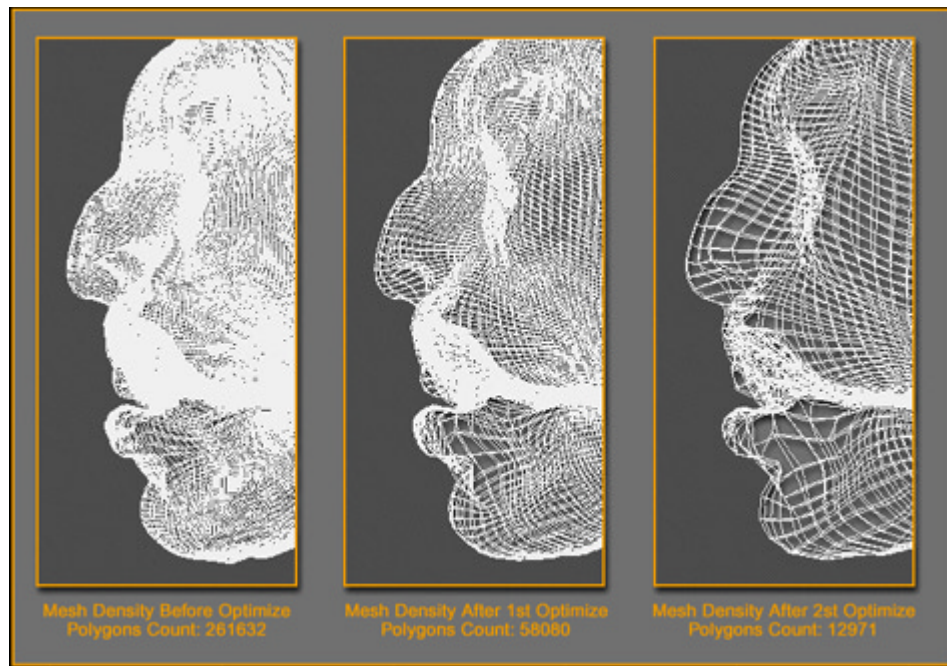 Mesh Density Before Optimize
Polygons Count: 261632
Mesh Density After 1st Optimize
Polygons Count: 58080
Mesh Density After 2st Optimize
Polygons Count: 12971